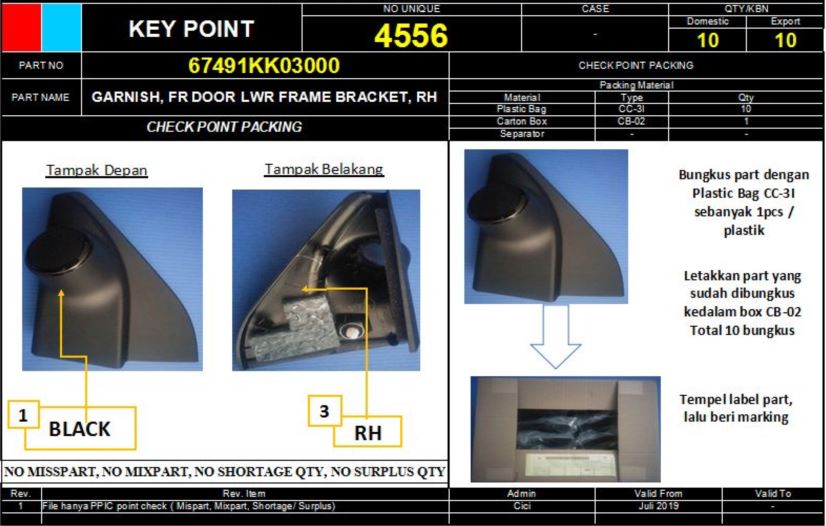 KEY POINT
NO UNIQUE
4556
CASE
-
QTY/KBN
Domestic
Export
10
10
PART NO
67491KK03000
CHECK POINT PACKING
PART NAME
GARNISH, FR DOOR LWR FRAME BRACKET, RH
Packing Material
Material Type Qty
Plastic Bag CC-3I 10
Carton Box CB-02 1
Separator - -
CHECK POINT PACKING
Tampak Depan
Tampak Belakang
1
BLACK
3
RH
Bungkus part dengan
Plastic Bag CC-3I
sebanyak 1pcs /
plastik
Letakkan part yang
sudah dibungkus
kedalam box CB-02
Total 10 bungkus
Tempel label part,
lalu beri marking
NO MISSPART, NO MIXPART, NO SHORTAGE QTY, NO SURPLUS QTY
Rev. Rev. Item Admin Valid From Valid To
1 File hanya PPIC point check ( Mispart, Mixpart, Shortage/ Surplus) Cici Juli 2019 -